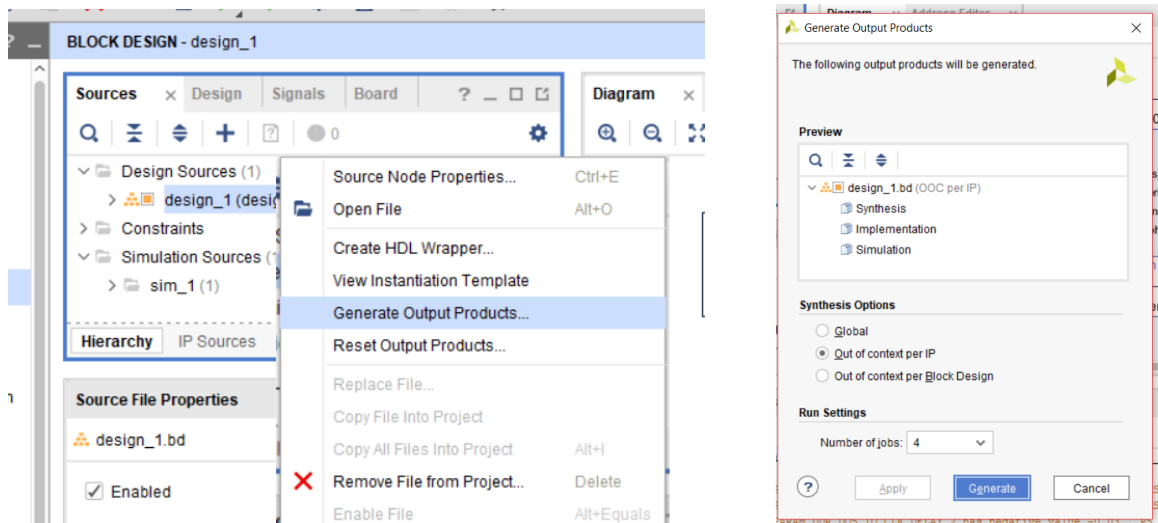 BLOCK DESIGN - design_1
Sources Design Signals Board ?
Diagram
0
Design Sources (1)
design_1 (desig
Constraints
Simulation Sources (1
sim_1 (1)
Hierarchy IP Sources
Source File Properties
design_1.bd
Enabled
Source Node Properties... Ctrl+E
Open File Alt+O
Create HDL Wrapper...
View Instantiation Template
Generate Output Products...
Reset Output Products...
Replace File...
Copy File Into Project
Copy All Files Into Project Alt+I
Remove File from Project... Delete
Enable File Alt+Equals
Generate Output Products
The following output products will be generated.
Preview
design_1.bd (OOC per IP)
Synthesis
Implementation
Simulation
Synthesis Options
Global
Out of context per IP
Out of context per Block Design
Run Settings
Number of jobs: 4
? Apply Generate Cancel